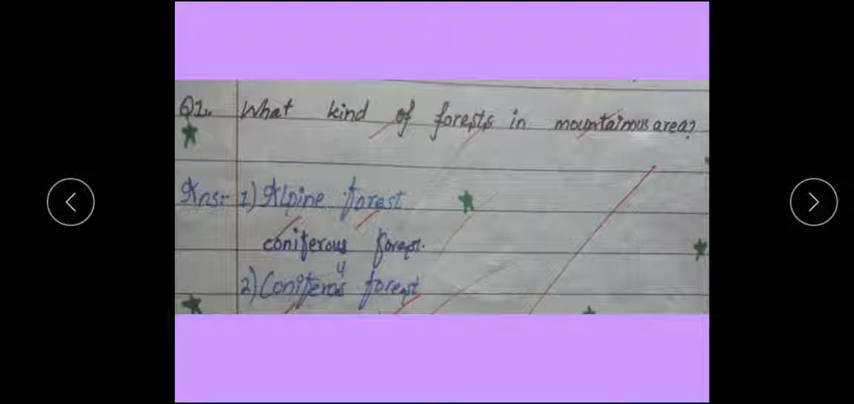 Q1. What kind of forests in mountainous area?
Ans:- 1) Alpine forest
coniferous forest.
2) Coniferous forest